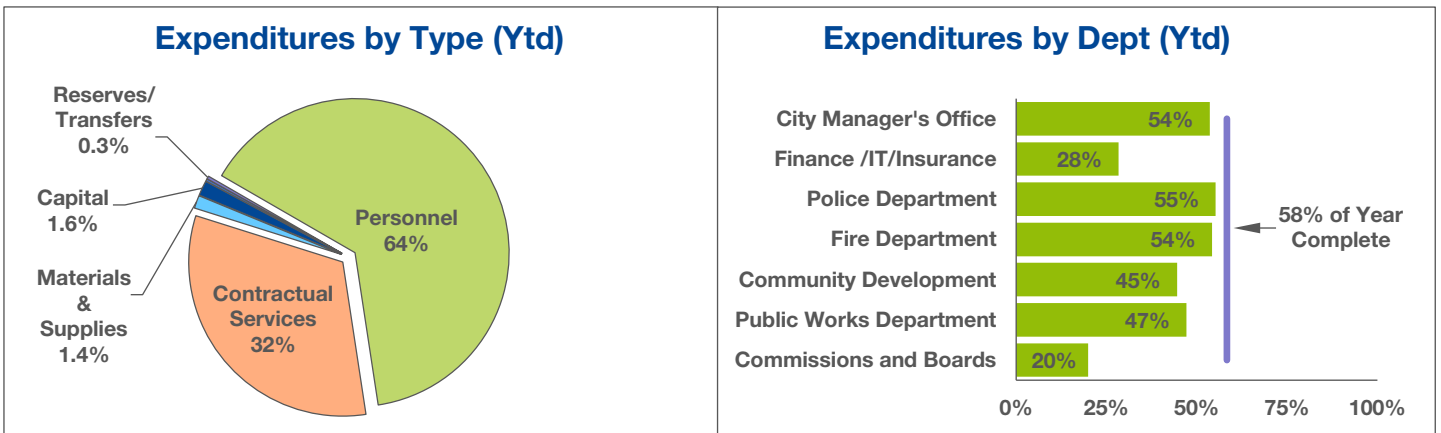 Expenditures by Type (Ytd)
Reserves/
Transfers
0.3%
Capital
1.6%
Materials
&
Supplies
1.4%
Personnel
64%
Contractual
Services
32%
Expenditures by Dept (Ytd)
City Manager's Office 54%
Finance /IT/Insurance 28%
Police Department 55%
Fire Department 54%
Community Development 45%
Public Works Department 47%
Commissions and Boards 20%
58% of Year
Complete
0% 25% 50% 75% 100%